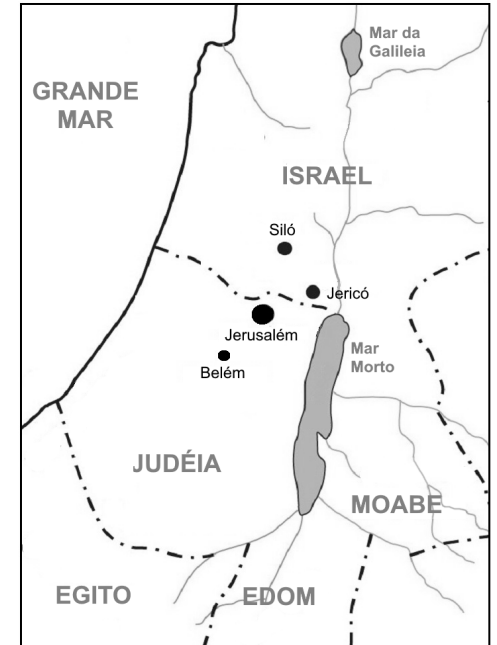 Mar da
Galileia
GRANDE
MAR
ISRAEL
Siló
Jericó
Jerusalém
Mar
Morto
Belém
JUDÉIA
MOABE
EGITO
EDOM